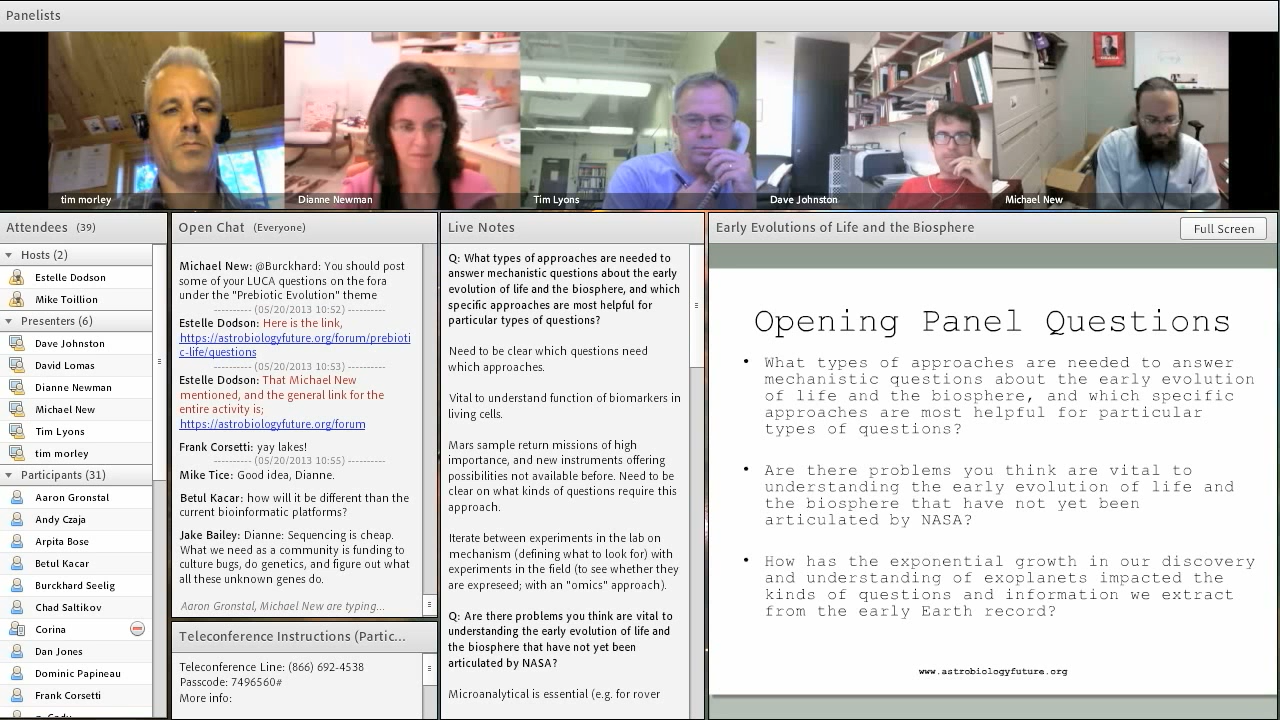 Panelists
tim morley
Dianne Newman
Tim Lyons
Dave Johnston
Michael New
Attendees (39)
Hosts (2)
Estelle Dodson
Mike Toillion
Presenters (6)
Dave Johnston
David Lomas
Dianne Newman
Michael New
Tim Lyons
tim morley
Participants (31)
Aaron Gronstal
Andy Czaja
Arpita Bose
Betul Kacar
Burckhard Seelig
Chad Saltikov
Corina
Dan Jones
Dominic Papineau
Frank Corsetti
Open Chat (Everyone)
Michael New: @Burckhard: You should post
some of your LUCA questions on the fora
under the "Prebiotic Evolution" theme
---------- (05/20/2013 10:52) ----------
Estelle Dodson: Here is the link,
https://astrobiologyfuture.org/forum/prebioti
c-life/questions
---------- (05/20/2013 10:53) ----------
Estelle Dodson: That Michael New
mentioned, and the general link for the
entire activity is;
https://astrobiologyfuture.org/forum
Frank Corsetti: yay lakes!
---------- (05/20/2013 10:55) ----------
Mike Tice: Good idea, Dianne.
Betul Kacar: how will it be different than the
current bioinformatic platforms?
Jake Bailey: Dianne: Sequencing is cheap.
What we need as a community is funding to
culture bugs, do genetics, and figure out what
all these unknown genes do.
Aaron Gronstal, Michael New are typing...
Teleconference Instructions (Partic...
Teleconference Line: (866) 692-4538
Passcode: 7496560#
More info:
Live Notes
Q: What types of approaches are needed to
answer mechanistic questions about the early
evolution of life and the biosphere, and which
specific approaches are most helpful for
particular types of questions?
Need to be clear which questions need
which approaches.
Vital to understand function of biomarkers in
living cells.
Mars sample return missions of high
importance, and new instruments offering
possibilities not available before. Need to be
clear on what kinds of questions require this
approach.
Iterate between experiments in the lab on
mechanism (defining what to look for) with
experiments in the field (to see whether they
are expreseed; with an "omics" approach).
Q: Are there problems you think are vital to
understanding the early evolution of life and
the biosphere that have not yet been
articulated by NASA?
Microanalytical is essential (e.g. for rover
Early Evolutions of Life and the Biosphere
Full Screen
Opening Panel Questions
• What types of approaches are needed to answer
mechanistic questions about the early evolution
of life and the biosphere, and which specific
approaches are most helpful for particular
types of questions?
• Are there problems you think are vital to
understanding the early evolution of life and
the biosphere that have not yet been
articulated by NASA?
• How has the exponential growth in our discovery
and understanding of exoplanets impacted the
kinds of questions and information we extract
from the early Earth record?
www.astrobiologyfuture.org